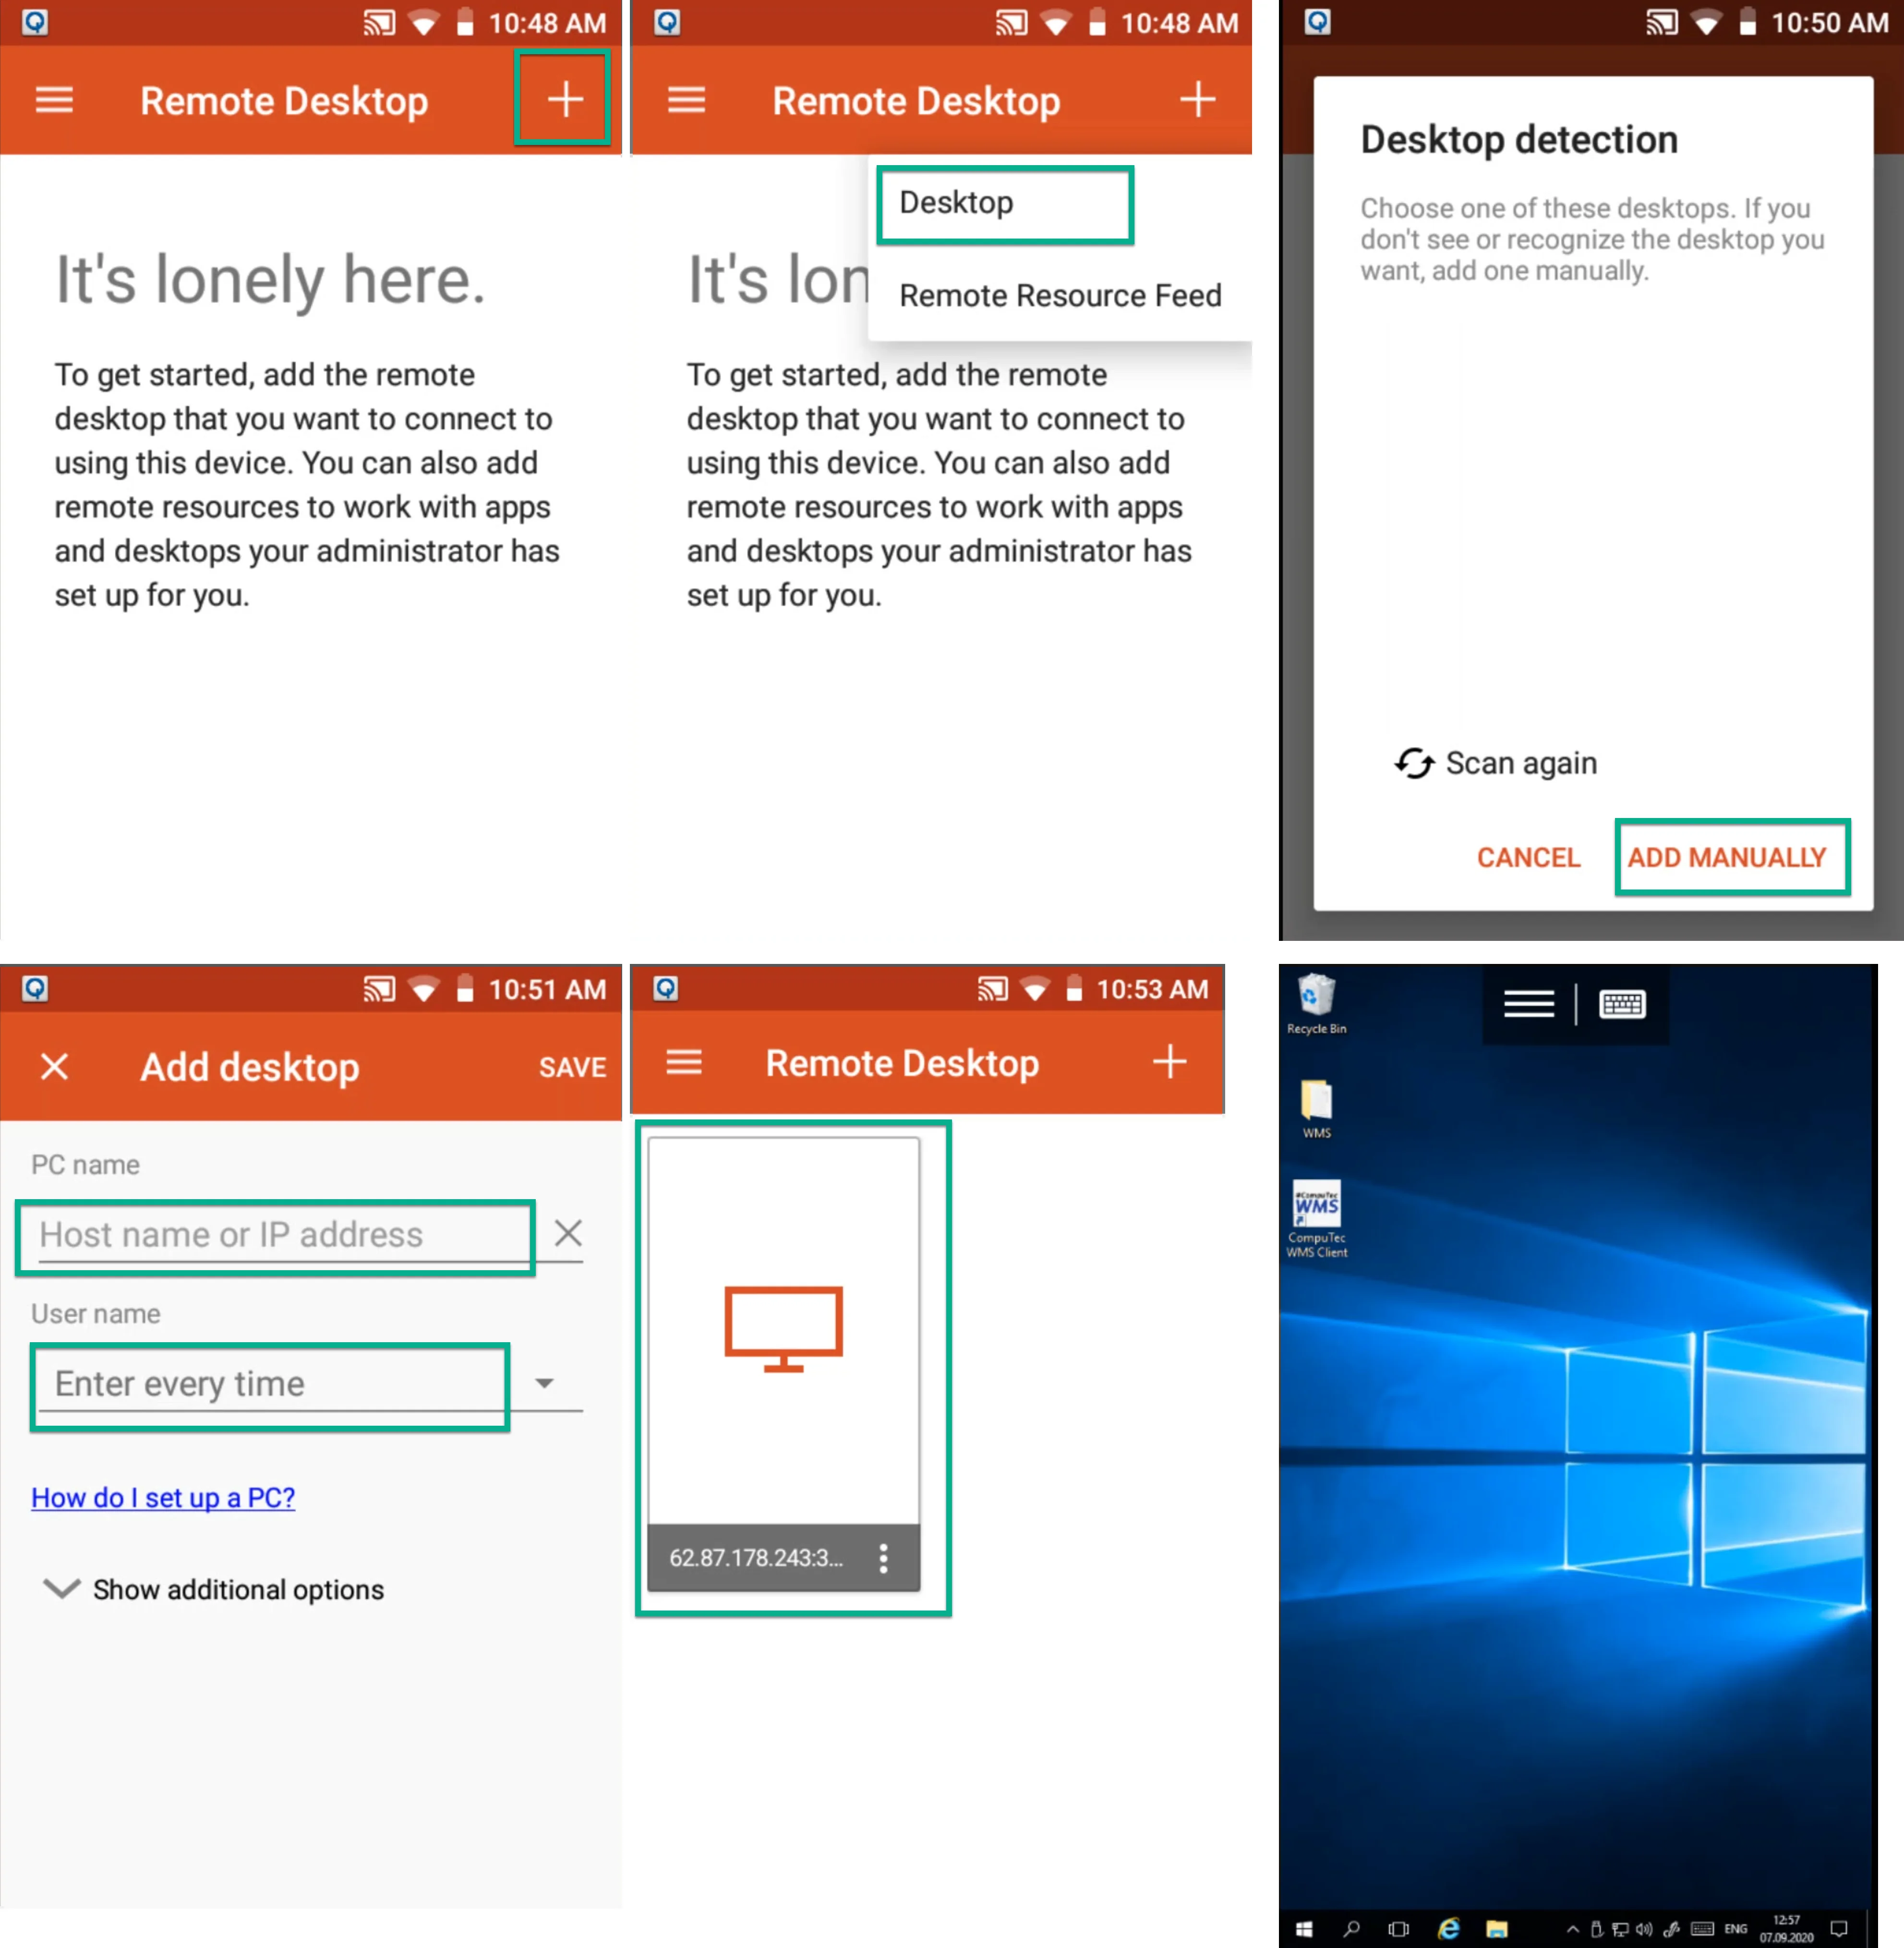 10:48 AM
Remote Desktop
It's lonely here.
To get started, add the remote
desktop that you want to connect to
using this device. You can also add
remote resources to work with apps
and desktops your administrator has
set up for you.
10:48 AM
Remote Desktop
Desktop
Remote Resource Feed
It's lon
To get started, add the remote
desktop that you want to connect to
using this device. You can also add
remote resources to work with apps
and desktops your administrator has
set up for you.
10:50 AM
Desktop detection
Choose one of these desktops. If you
don't see or recognize the desktop you
want, add one manually.
Scan again
CANCEL ADD MANUALLY
10:51 AM
Add desktop SAVE
PC name
Host name or IP address
User name
Enter every time
How do I set up a PC?
Show additional options
10:53 AM
Remote Desktop
62.87.178.243:3...
Recycle Bin
WMS
#CompuTec
WMS
CompuTec
WMS Client
ENG
12:57
07.09.2020